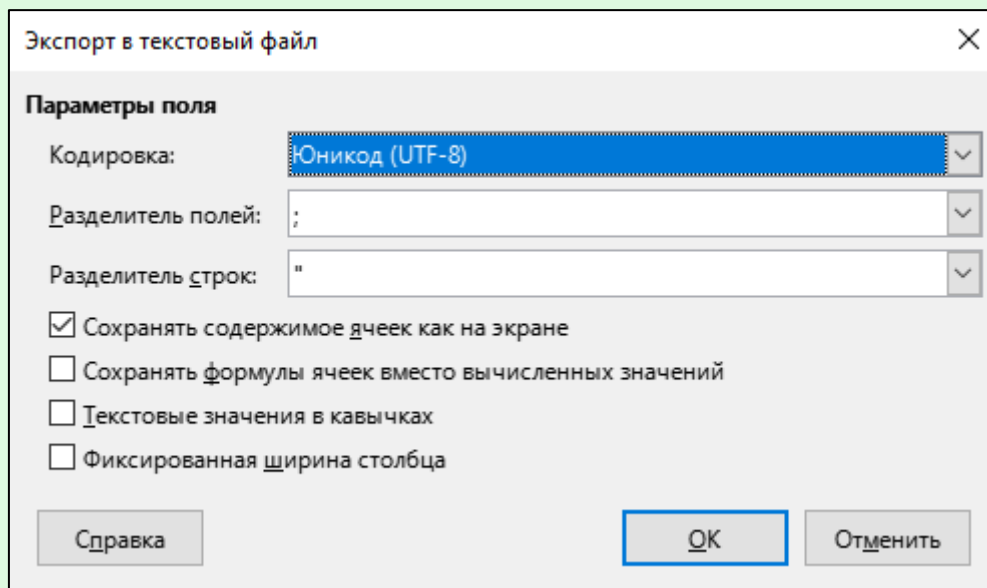 Экспорт в текстовый файл
Параметры поля
Кодировка: Юникод (UTF-8)
Разделитель полей: ;
Разделитель строк: "
Сохранять содержимое ячеек как на экране
Сохранять формулы ячеек вместо вычисленных значений
Текстовые значения в кавычках
Фиксированная ширина столбца
Справка OK Отменить